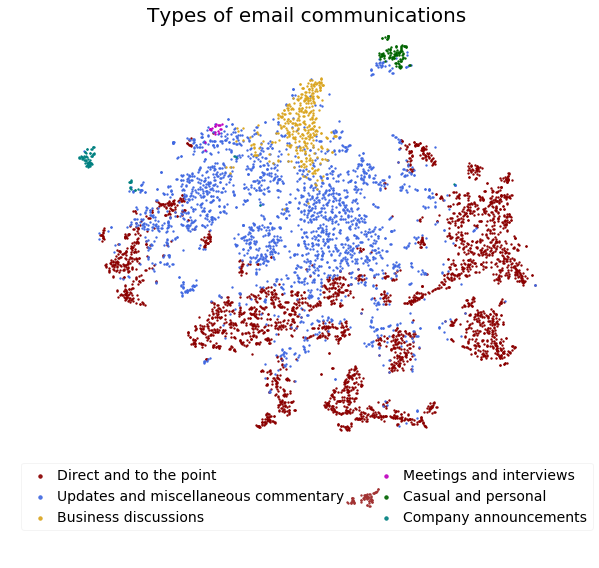 Types of email communications
Direct and to the point
Updates and miscellaneous commentary
Business discussions
Meetings and interviews
Casual and personal
Company announcements